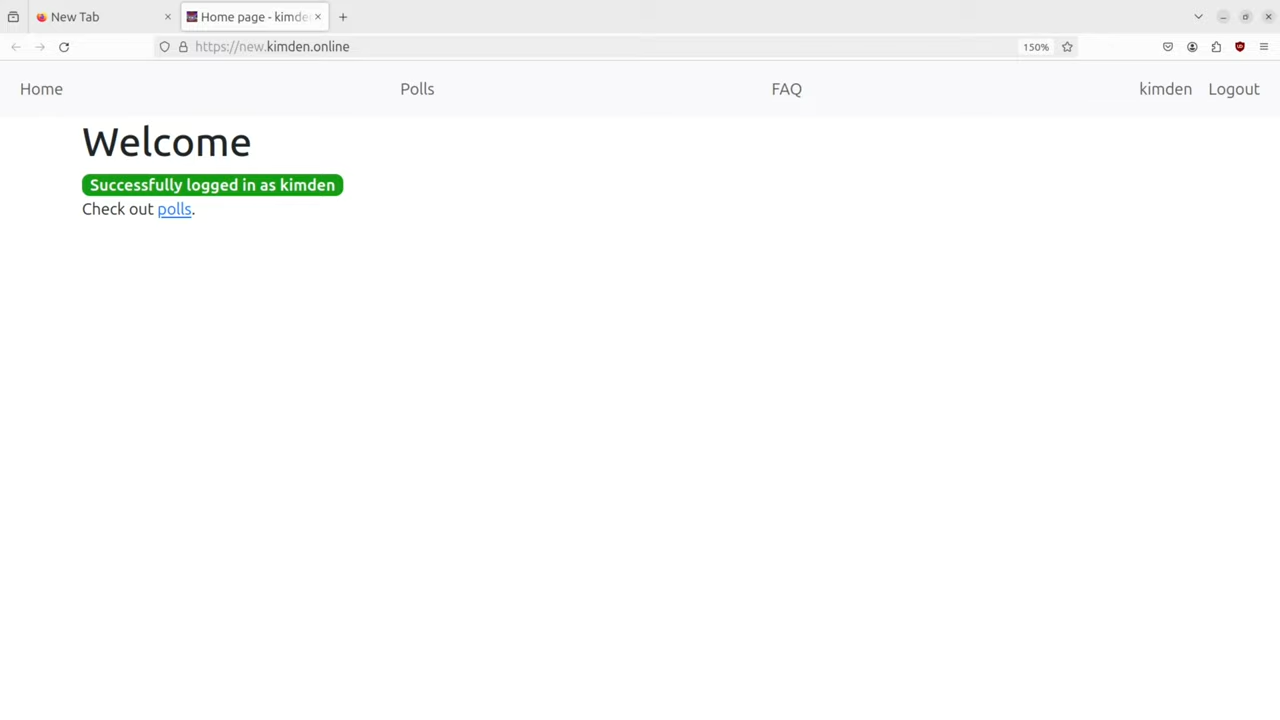 New Tab
Home page - kimde
https://new.kimden.online
150%
Home
Polls
FAQ
kimden
Logout
Welcome
Successfully logged in as kimden
Check out polls.